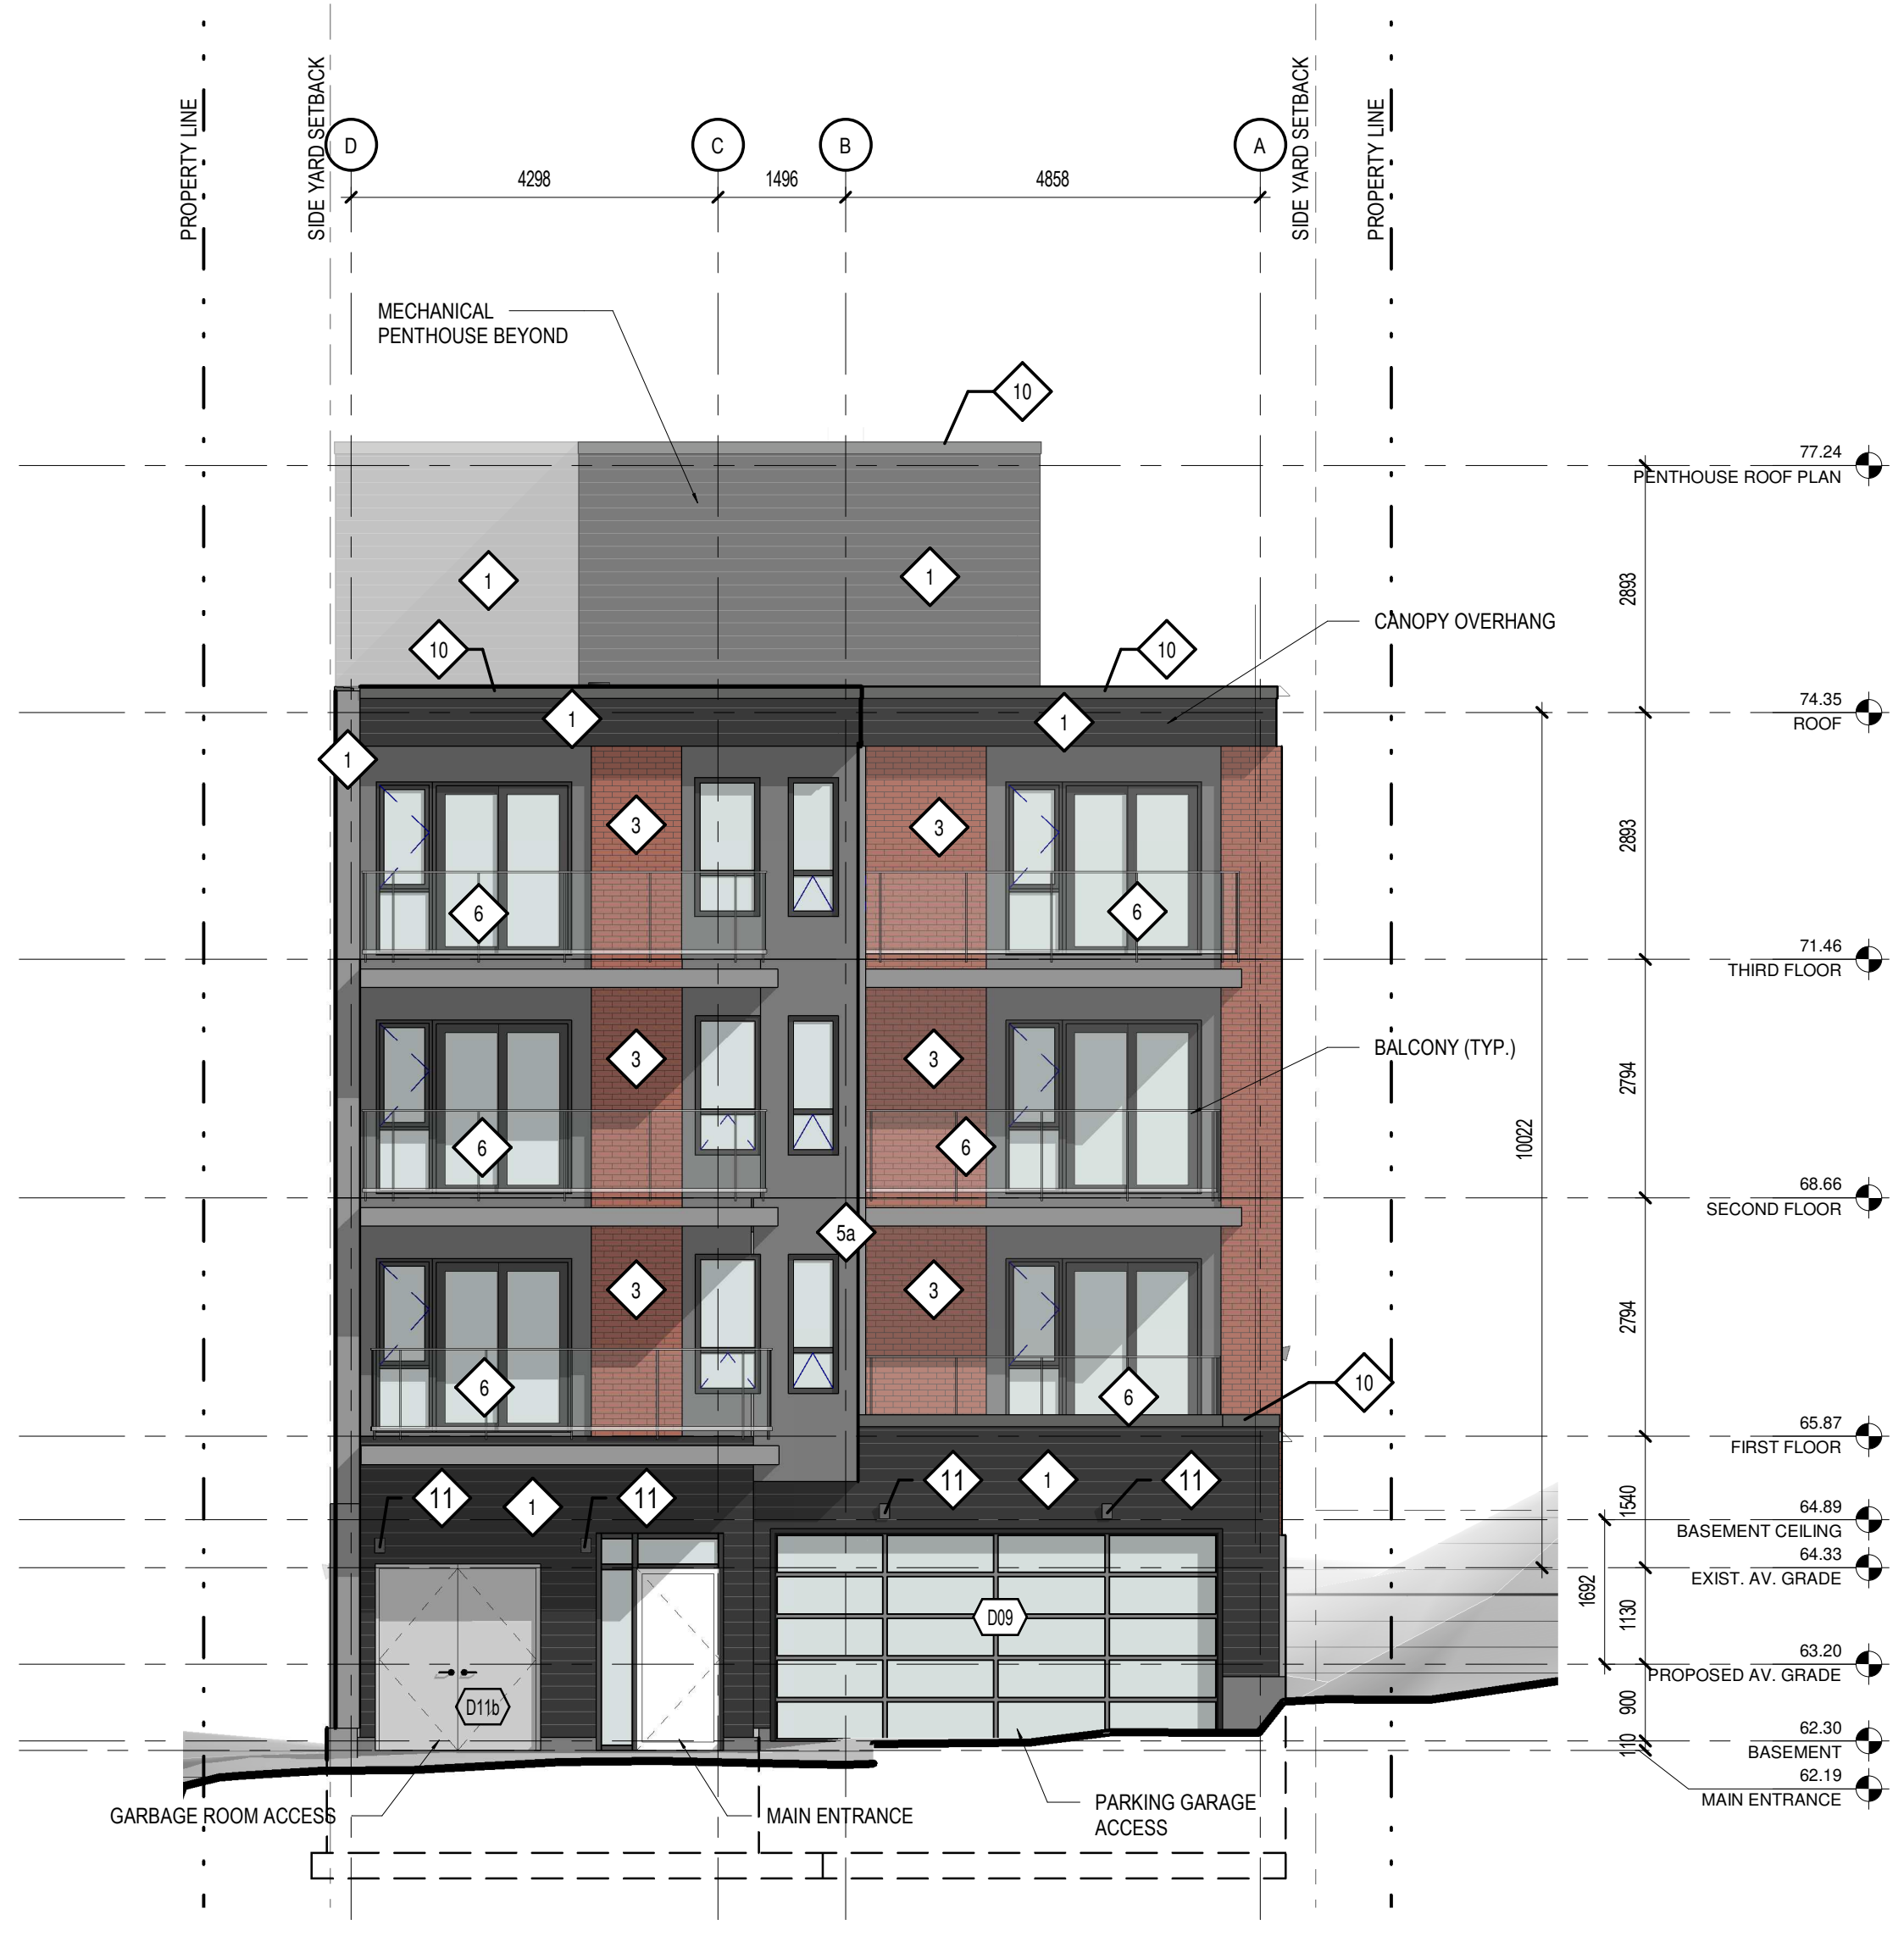 PROPERTY LINE
SIDE YARD SETBACK
SIDE YARD SETBACK
PROPERTY LINE
D
C
B
A
4298
1496
4858
MECHANICAL
PENTHOUSE BEYOND
10
77.24
PENTHOUSE ROOF PLAN
1
1
2893
CANOPY OVERHANG
10
10
1
1
74.35
ROOF
1
3
3
2893
6
6
71.46
THIRD FLOOR
3
3
BALCONY (TYP.)
2794
6
6
10022
68.66
SECOND FLOOR
5a
3
3
2794
6
6
10
65.87
FIRST FLOOR
11
1
11
11
1
11
1540
64.89
BASEMENT CEILING
64.33
EXIST. AV. GRADE
1692
1130
D09
63.20
PROPOSED AV. GRADE
D11b
900
62.30
BASEMENT
110
62.19
MAIN ENTRANCE
GARBAGE ROOM ACCESS
MAIN ENTRANCE
PARKING GARAGE
ACCESS